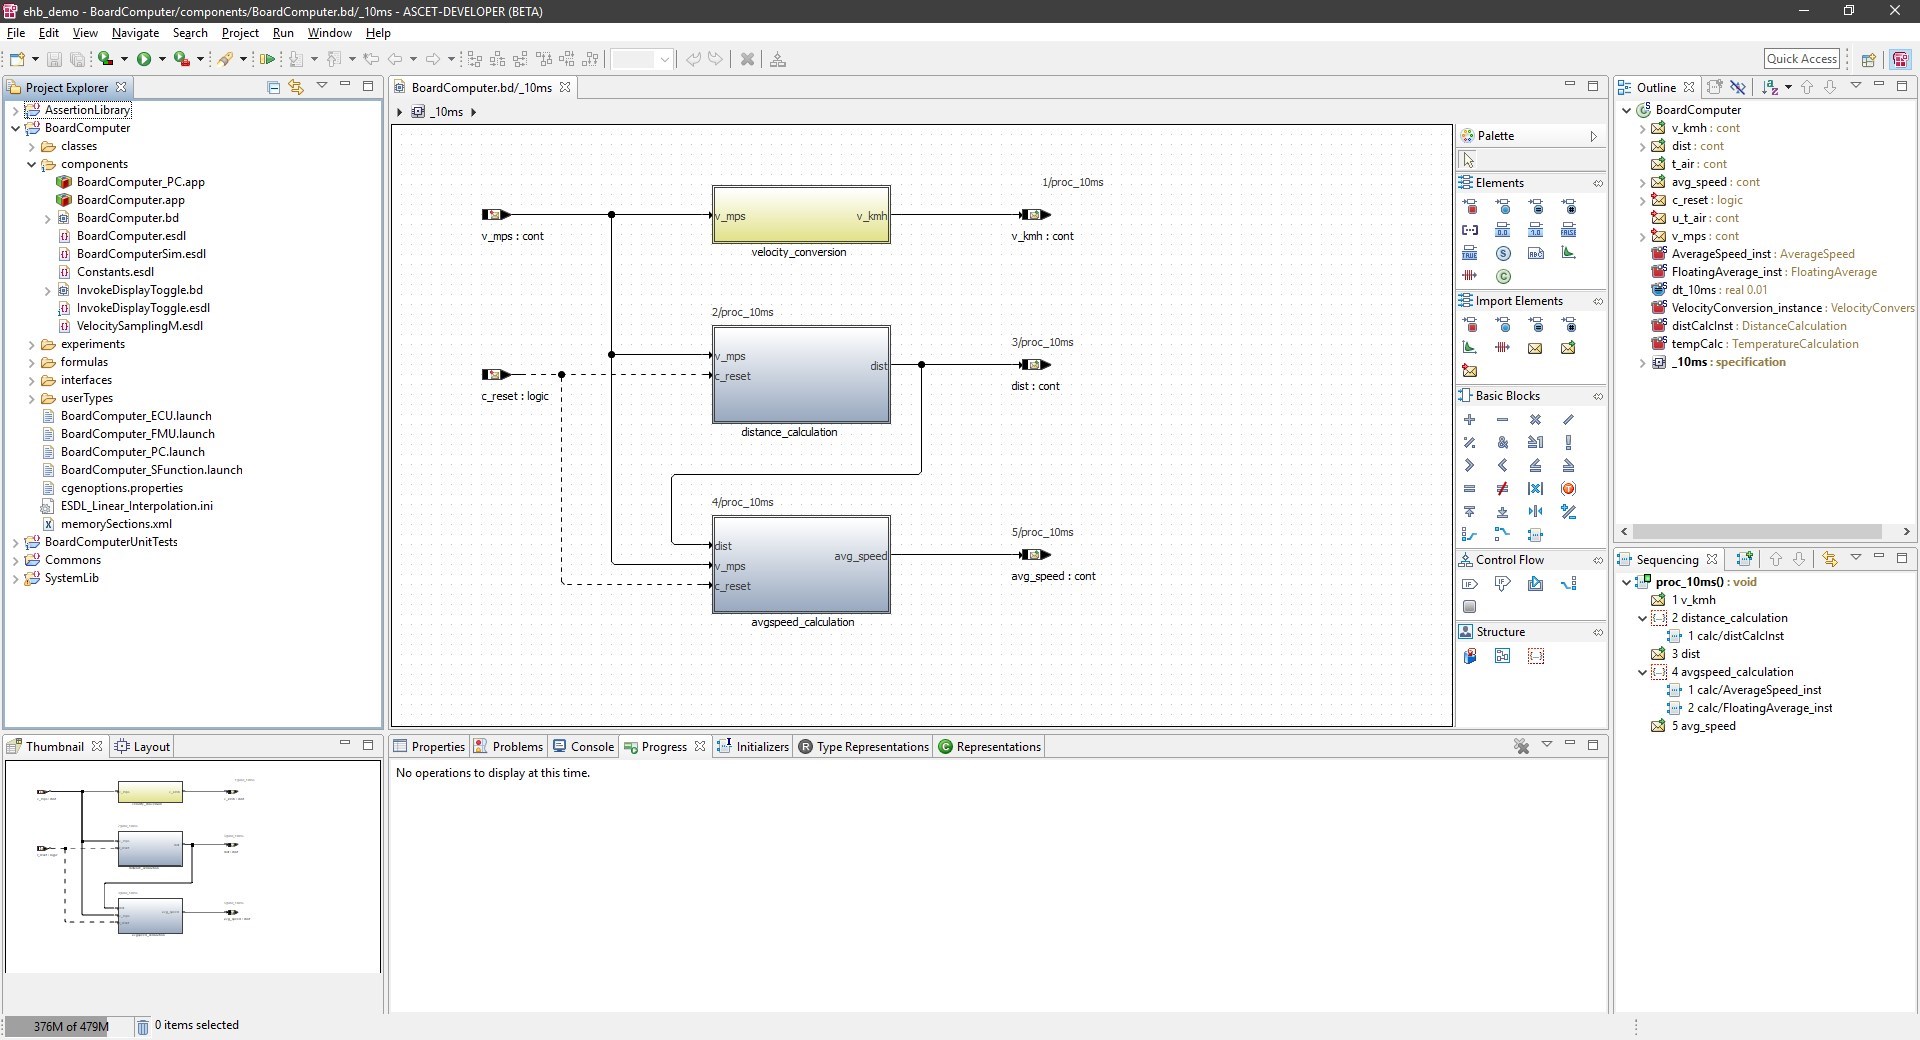 ehb_demo - BoardComputer/components/BoardComputer.bd/_10ms - ASCET-DEVELOPER (BETA)
File Edit View Navigate Search Project Run Window Help
Quick Access
Project Explorer
AssertionLibrary
BoardComputer
classes
components
BoardComputer_PC.app
BoardComputer.app
BoardComputer.bd
BoardComputer.esdl
BoardComputerSim.esdl
Constants.esdl
InvokeDisplayToggle.bd
InvokeDisplayToggle.esdl
VelocitySamplingM.esdl
experiments
formulas
interfaces
userTypes
BoardComputer_ECU.launch
BoardComputer_FMU.launch
BoardComputer_PC.launch
BoardComputer_SFunction.launch
cgenoptions.properties
ESDL_Linear_Interpolation.ini
memorySections.xml
BoardComputerUnitTests
Commons
SystemLib
BoardComputer.bd/_10ms
_10ms
1/proc_10ms
v_mps v_kmh
v_mps : cont
v_kmh : cont
velocity_conversion
2/proc_10ms
3/proc_10ms
v_mps
dist
c_reset
c_reset : logic
dist : cont
distance_calculation
4/proc_10ms
5/proc_10ms
dist
avg_speed
v_mps
c_reset
avg_speed : cont
avgspeed_calculation
Palette
Elements
Import Elements
Basic Blocks
Control Flow
Structure
Outline
BoardComputer
v_kmh : cont
dist : cont
t_air : cont
avg_speed : cont
c_reset : logic
u_t_air : cont
v_mps : cont
AverageSpeed_inst : AverageSpeed
FloatingAverage_inst : FloatingAverage
dt_10ms : real 0.01
VelocityConversion_instance : VelocityConvers
distCalcInst : DistanceCalculation
tempCalc : TemperatureCalculation
_10ms : specification
Sequencing
proc_10ms() : void
1 v_kmh
2 distance_calculation
1 calc/distCalcInst
3 dist
4 avgspeed_calculation
1 calc/AverageSpeed_inst
2 calc/FloatingAverage_inst
5 avg_speed
Thumbnail Layout
Properties Problems Console Progress Initializers Type Representations Representations
No operations to display at this time.
376M of 479M
0 items selected